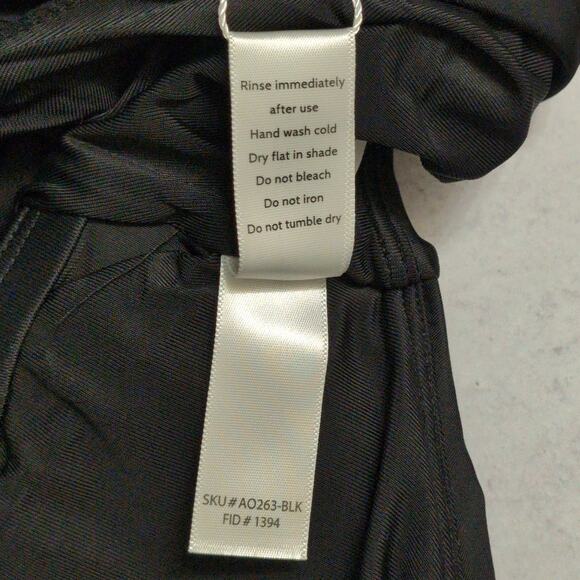 Rinse immediately
after use
Hand wash cold
Dry flat in shade
Do not bleach
Do not iron
Do not tumble dry
SKU # AO263-BLK
FID # 1394